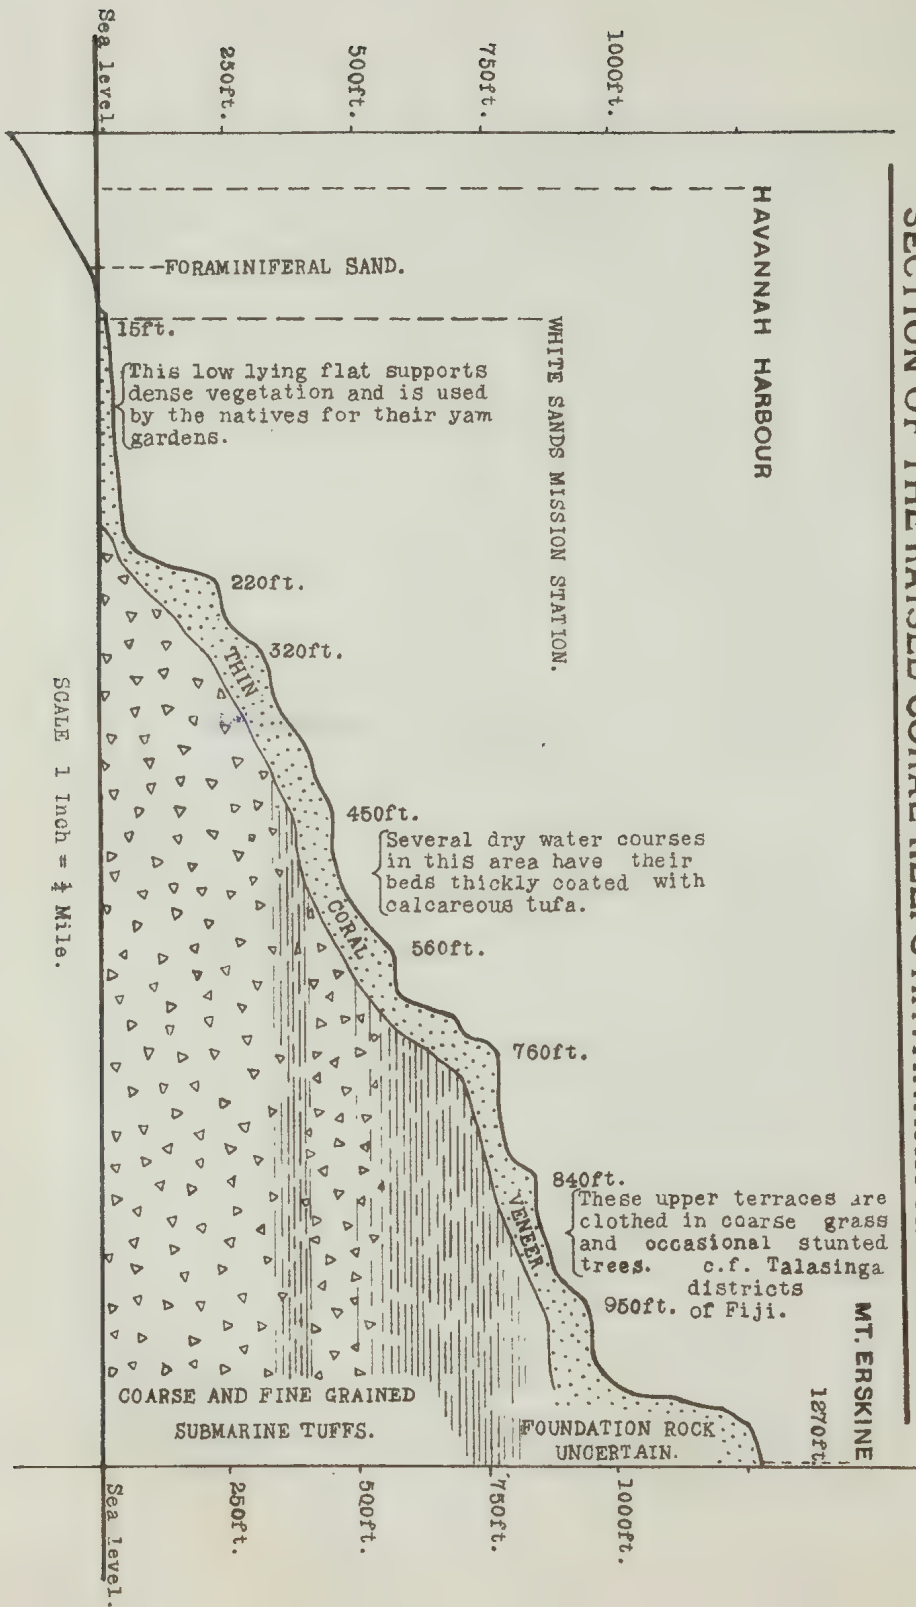 SECTION OF THE RAISED CORAL REEFS
HAVANNAH HARBOUR
WHITE SANDS MISSION STATION.
MT. ERSKINE
1270ft.
1000ft.
750ft.
500ft.
250ft.
Sea level.
FORAMINIFERAL SAND.
15ft.
This low lying flat supports
dense vegetation and is used
by the natives for their yam
gardens.
220ft.
320ft.
THIN
450ft.
Several dry water courses
in this area have their
beds thickly coated with
calcareous tufa.
CORAL
560ft.
760ft.
840ft.
These upper terraces are
clothed in coarse grass
and occasional stunted
trees. c.f. Talasinga
districts
of Fiji.
VENEER
950ft.
COARSE AND FINE GRAINED
SUBMARINE TUFFS.
FOUNDATION ROCK
UNCERTAIN.
1000ft.
750ft.
500ft.
250ft.
Sea level.
SCALE 1 Inch = ¼ Mile.